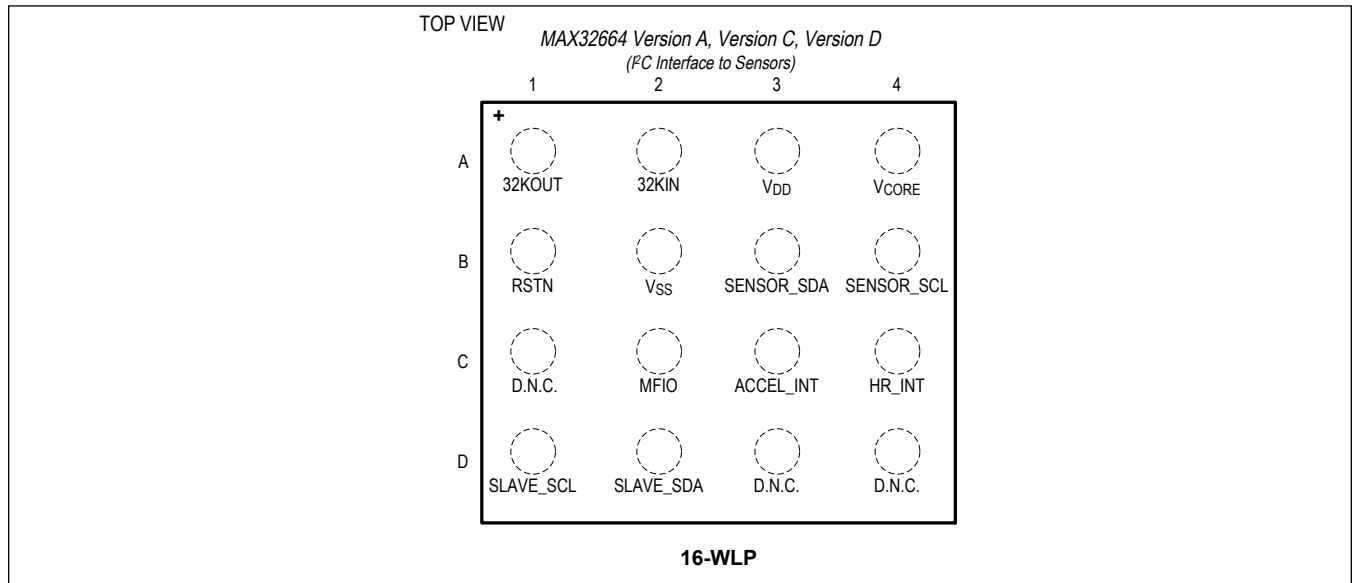 TOP VIEW
MAX32664 Version A, Version C, Version D
(I²C Interface to Sensors)
1 2 3 4
+
A
32KOUT 32KIN VDD VCORE
B
RSTN VSS SENSOR_SDA SENSOR_SCL
C
D.N.C. MFIO ACCEL_INT HR_INT
D
SLAVE_SCL SLAVE_SDA D.N.C. D.N.C.
16-WLP